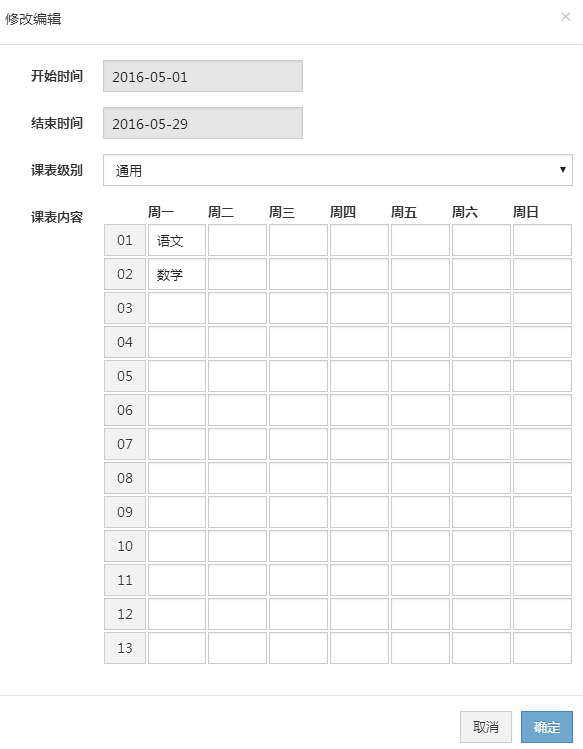 修改编辑 ×
开始时间 2016-05-01
结束时间 2016-05-29
课表级别 通用
课表内容 周一 周二 周三 周四 周五 周六 周日
01 语文
02 数学
03
04
05
06
07
08
09
10
11
12
13
取消 确定